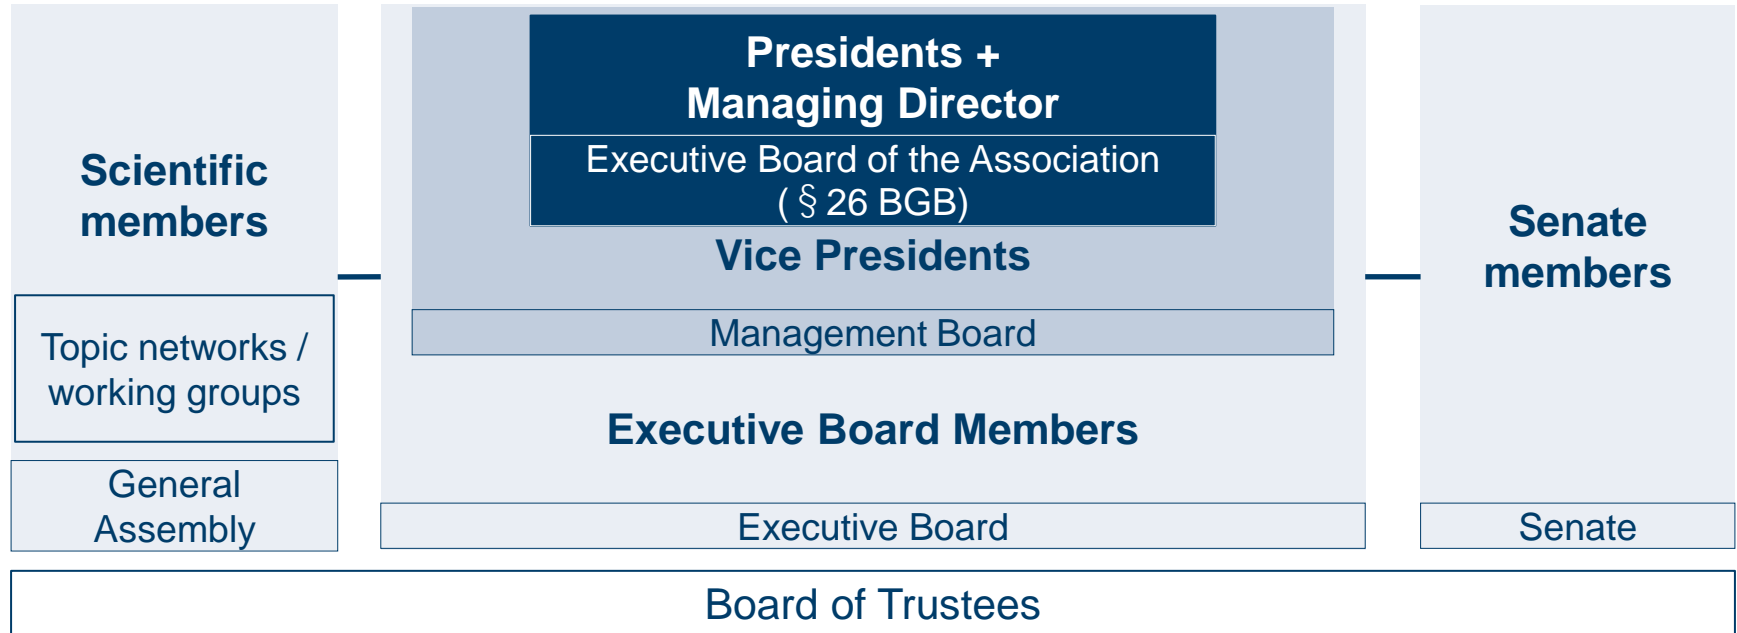 Scientific
members
Topic networks /
working groups
General
Assembly
Presidents +
Managing Director
Executive Board of the Association
(§26 BGB)
Vice Presidents
Management Board
Executive Board Members
Executive Board
Senate
members
Senate
Board of Trustees